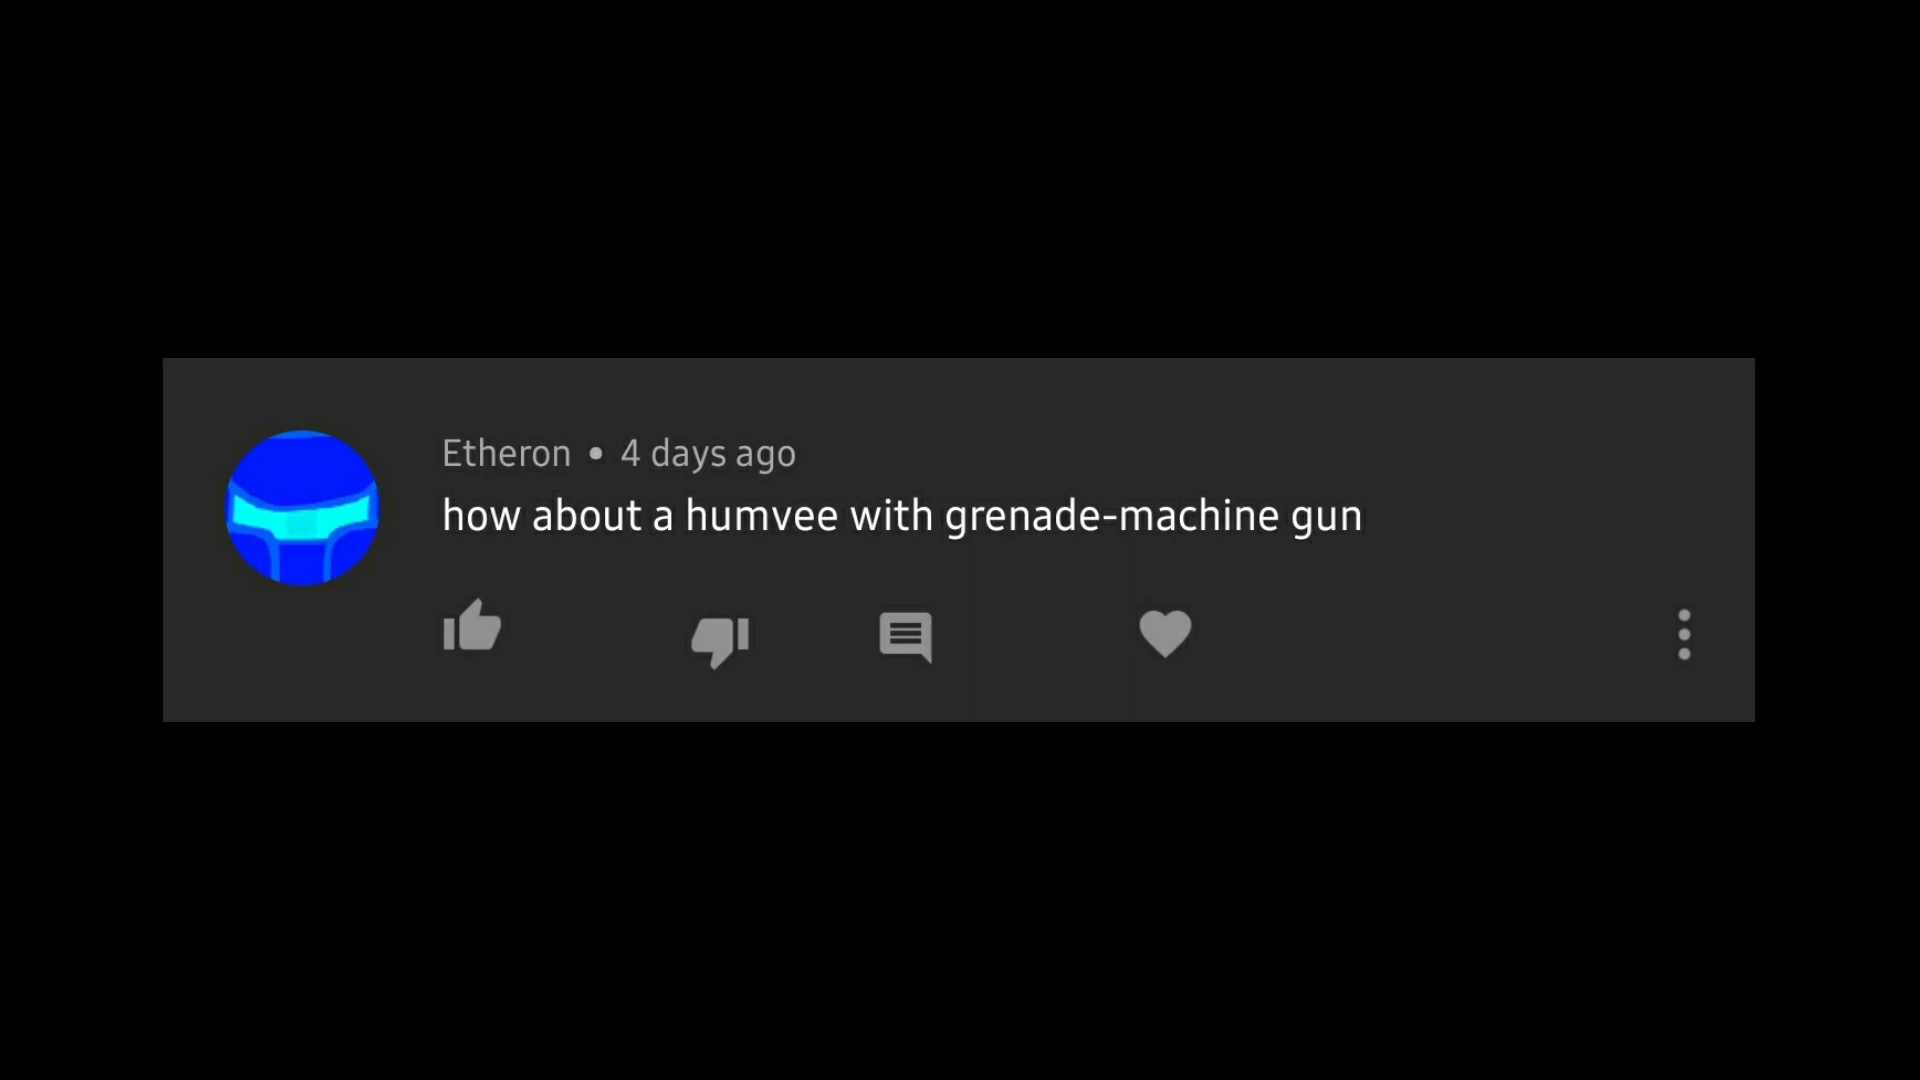 Etheron • 4 days ago
how about a humvee with grenade-machine gun